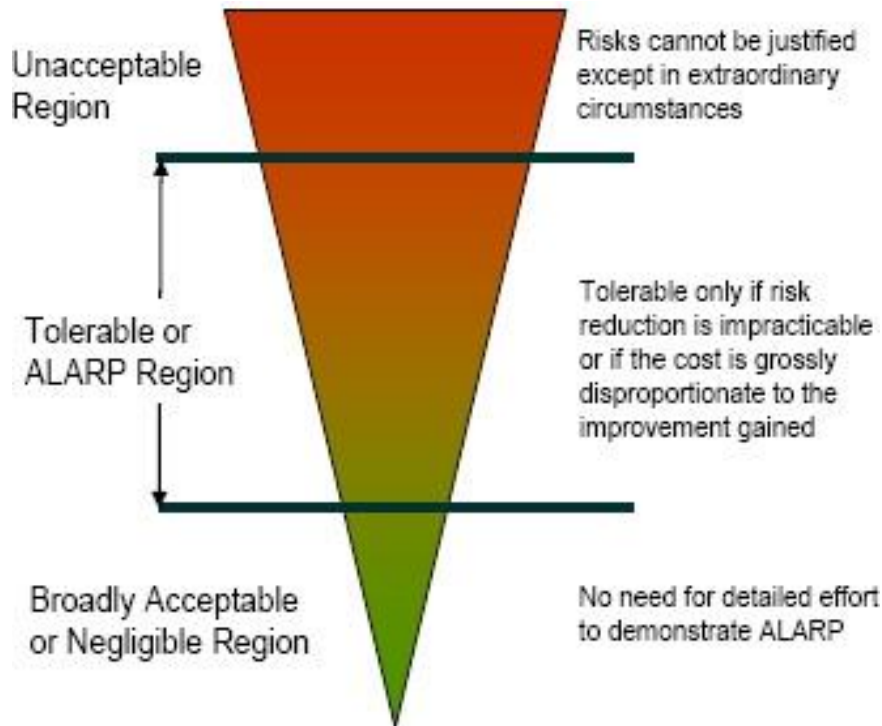 Unacceptable
Region
Risks cannot be justified
except in extraordinary
circumstances
Tolerable or
ALARP Region
Tolerable only if risk
reduction is impracticable
or if the cost is grossly
disproportionate to the
improvement gained
Broadly Acceptable
or Negligible Region
No need for detailed effort
to demonstrate ALARP